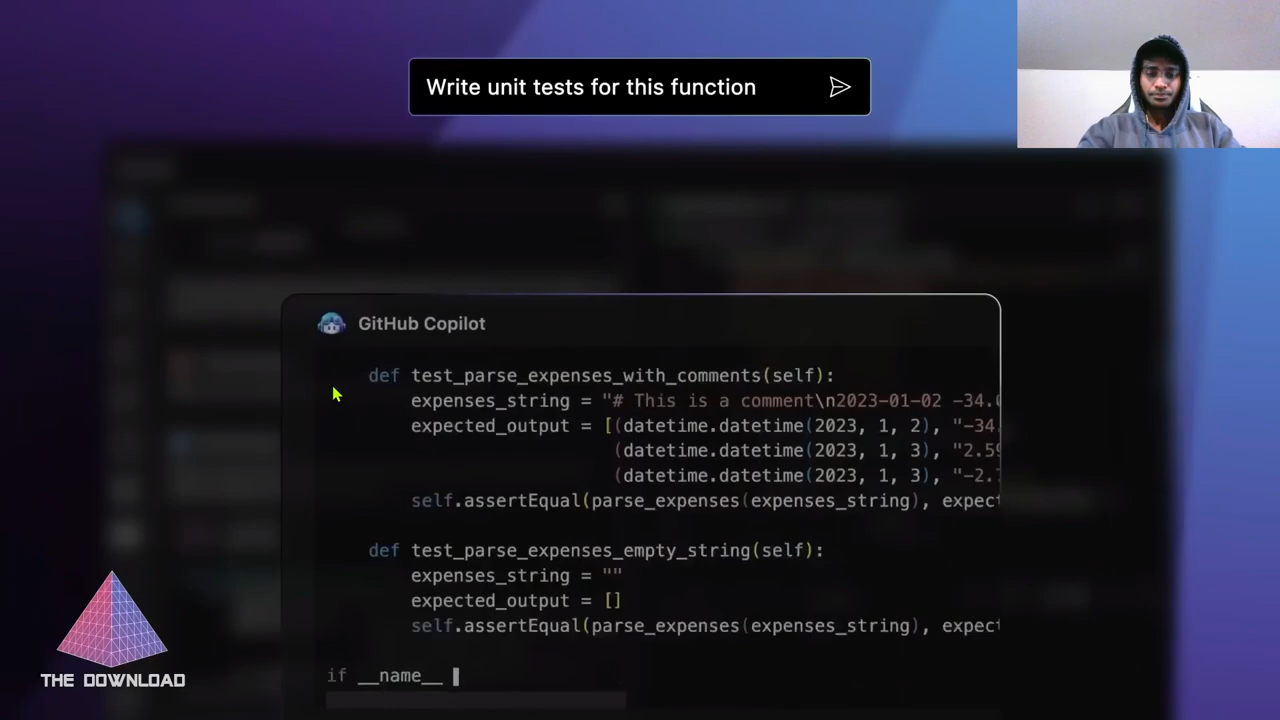 Write unit tests for this function
GitHub Copilot
def test_parse_expenses_with_comments(self):
expenses_string = "# This is a comment\n2023-01-02 -34.
expected_output = [(datetime.datetime(2023, 1, 2), "-34.
(datetime.datetime(2023, 1, 3), "2.59
(datetime.datetime(2023, 1, 3), "-2.7
self.assertEqual(parse_expenses(expenses_string), expect
def test_parse_expenses_empty_string(self):
expenses_string = ""
expected_output = []
self.assertEqual(parse_expenses(expenses_string), expect
if __name__
THE DOWNLOAD